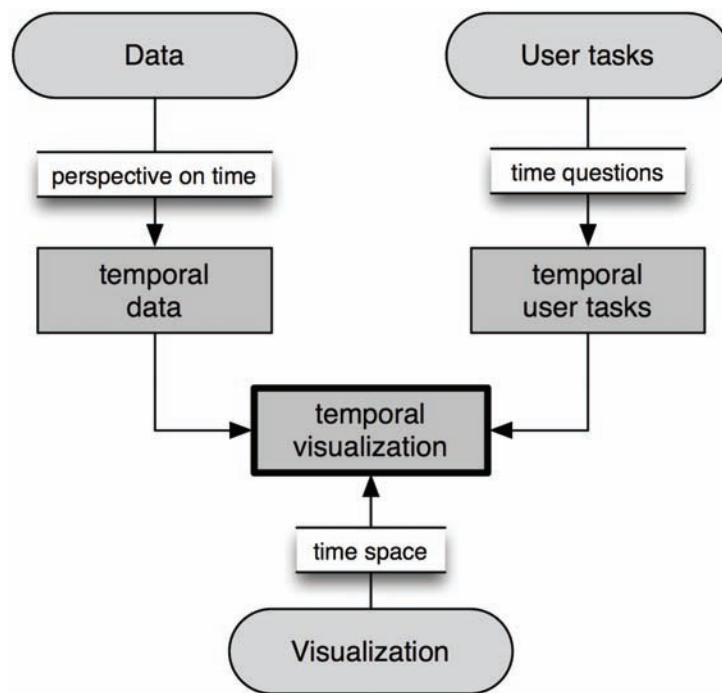 Data
User tasks
perspective on time
time questions
temporal
data
temporal
user tasks
temporal
visualization
time space
Visualization